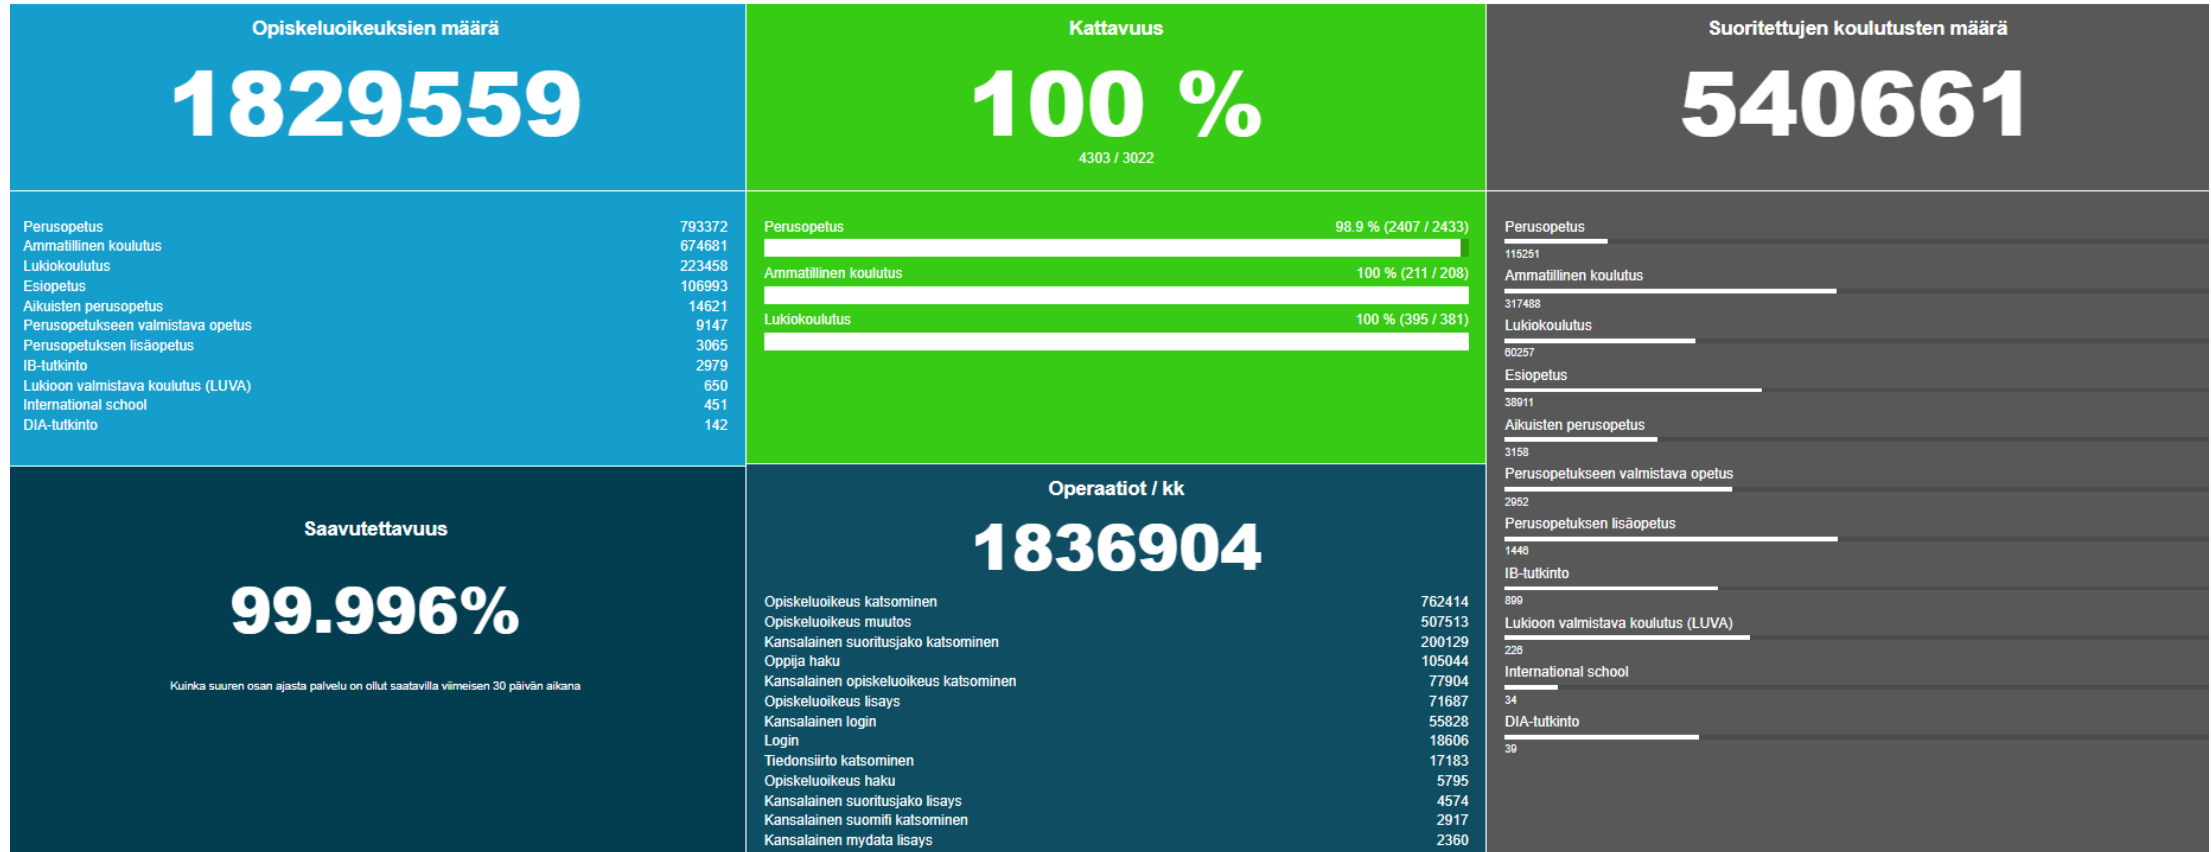 Opiskeluoikeuksien määrä
1829559
Perusopetus 793372
Ammatillinen koulutus 674681
Lukiokoulutus 223458
Esiopetus 106993
Aikuisten perusopetus 14621
Perusopetukseen valmistava opetus 9147
Perusopetuksen lisäopetus 3065
IB-tutkinto 2979
Lukioon valmistava koulutus (LUVA) 650
International school 451
DIA-tutkinto 142
Saavutettavuus
99.996%
Kuinka suuren osan ajasta palvelu on ollut saatavilla viimeisen 30 päivän aikana
Kattavuus
100 %
4303 / 3022
Perusopetus 98.9 % (2407 / 2433)
Ammatillinen koulutus 100 % (211 / 208)
Lukiokoulutus 100 % (395 / 381)
Operaatiot / kk
1836904
Opiskeluoikeus katsominen 762414
Opiskeluoikeus muutos 507513
Kansalainen suoritusjako katsominen 200129
Oppija haku 105044
Kansalainen opiskeluoikeus katsominen 77904
Opiskeluoikeus lisays 71687
Kansalainen login 55828
Login 18606
Tiedonsiirto katsominen 17183
Opiskeluoikeus haku 5795
Kansalainen suoritusjako lisays 4574
Kansalainen suomifi katsominen 2917
Kansalainen mydata lisays 2360
Suoritettujen koulutusten määrä
540661
Perusopetus
115251
Ammatillinen koulutus
317488
Lukiokoulutus
60257
Esiopetus
38911
Aikuisten perusopetus
3158
Perusopetukseen valmistava opetus
2952
Perusopetuksen lisäopetus
1446
IB-tutkinto
899
Lukioon valmistava koulutus (LUVA)
226
International school
34
DIA-tutkinto
39